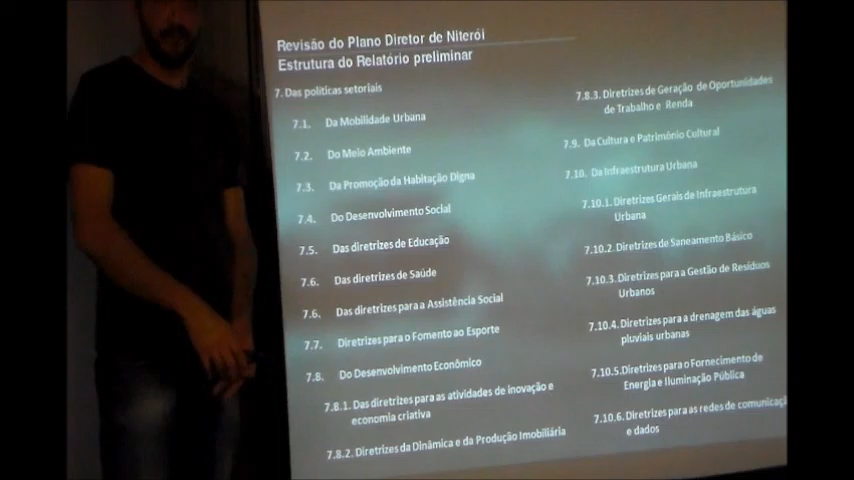 Revisão do Plano Diretor de Niterói
Estrutura do Relatório preliminar
7. Das políticas setoriais
7.1. Da Mobilidade Urbana
7.2. Do Meio Ambiente
7.3. Da Promoção da Habitação Digna
7.4. Do Desenvolvimento Social
7.5. Das diretrizes de Educação
7.6. Das diretrizes de Saúde
7.6. Das diretrizes para a Assistência Social
7.7. Diretrizes para o Fomento ao Esporte
7.8. Do Desenvolvimento Econômico
7.8.1. Das diretrizes para as atividades de inovação e
economia criativa
7.8.2. Diretrizes da Dinâmica e da Produção Imobiliária
7.8.3. Diretrizes de Geração de Oportunidades
de Trabalho e Renda
7.9. Da Cultura e Patrimônio Cultural
7.10. Da Infraestrutura Urbana
7.10.1. Diretrizes Gerais de Infraestrutura
Urbana
7.10.2. Diretrizes de Saneamento Básico
7.10.3. Diretrizes para a Gestão de Resíduos
Urbanos
7.10.4. Diretrizes para a drenagem das águas
pluviais urbanas
7.10.5.Diretrizes para o Fornecimento de
Energia e Iluminação Pública
7.10.6. Diretrizes para as redes de comunicaçã
e dados